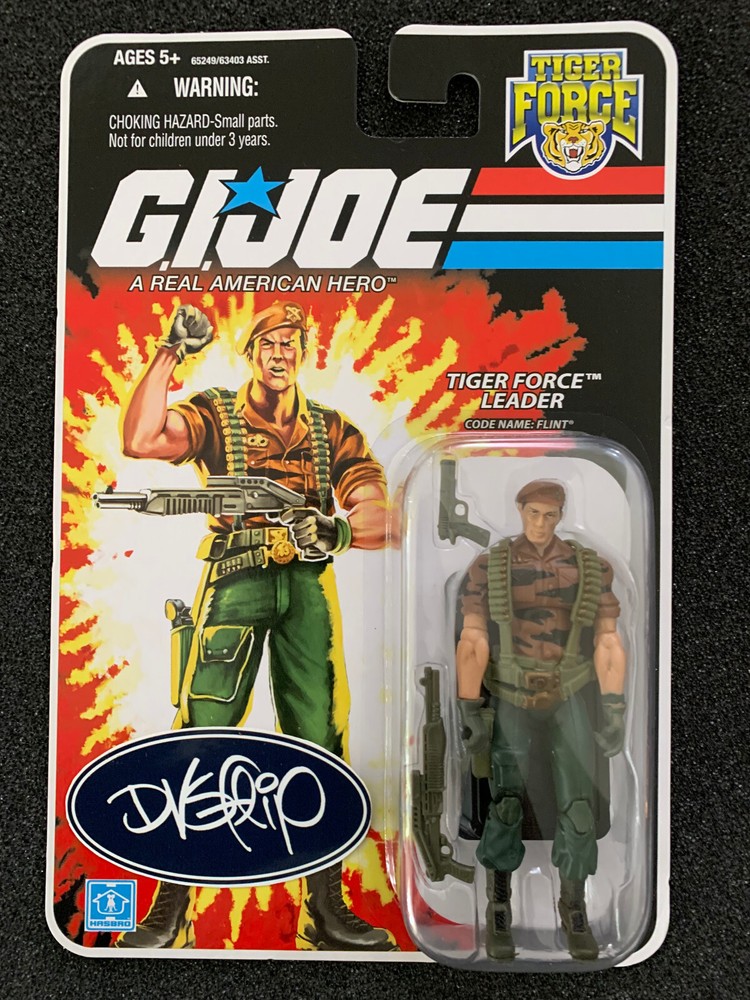 AGES 5+ 65249/63403 ASST.
WARNING:
CHOKING HAZARD-Small parts.
Not for children under 3 years.
TIGER
FORCE
G.I.JOE
A REAL AMERICAN HERO™
TIGER FORCE™
LEADER
CODE NAME: FLINT®
HASBRO